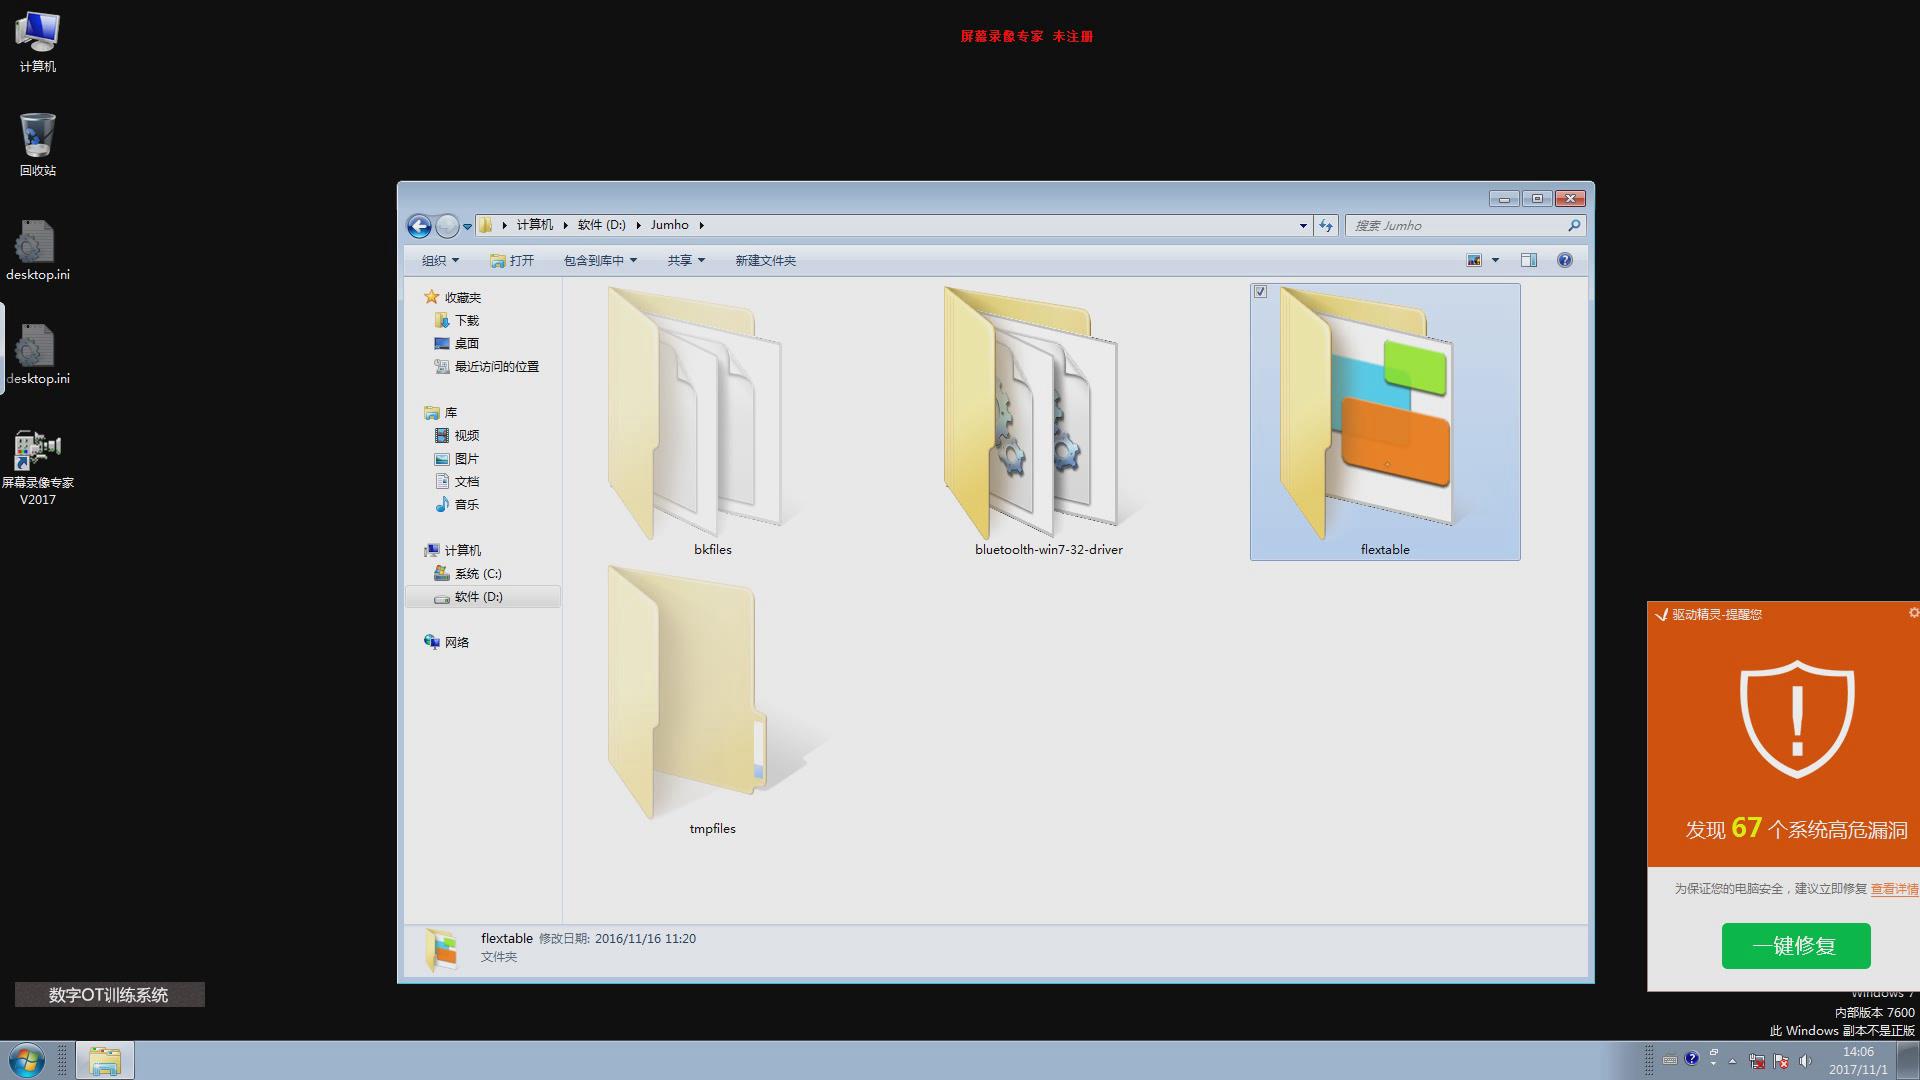 屏幕录像专家 未注册
计算机
回收站
desktop.ini
desktop.ini
屏幕录像专家
V2017
计算机 软件 (D:) Jumho
搜索 Jumho
组织 打开 包含到库中 共享 新建文件夹
收藏夹
下载
桌面
最近访问的位置
库
视频
图片
文档
音乐
计算机
系统 (C:)
软件 (D:)
网络
bkfiles
bluetoolth-win7-32-driver
flextable
tmpfiles
flextable 修改日期: 2016/11/16 11:20
文件夹
驱动精灵-提醒您
发现 67 个系统高危漏洞
为保证您的电脑安全，建议立即修复 查看详情
一键修复
数字OT训练系统
Windows 7
内部版本 7600
此 Windows 副本不是正版
14:06
2017/11/1